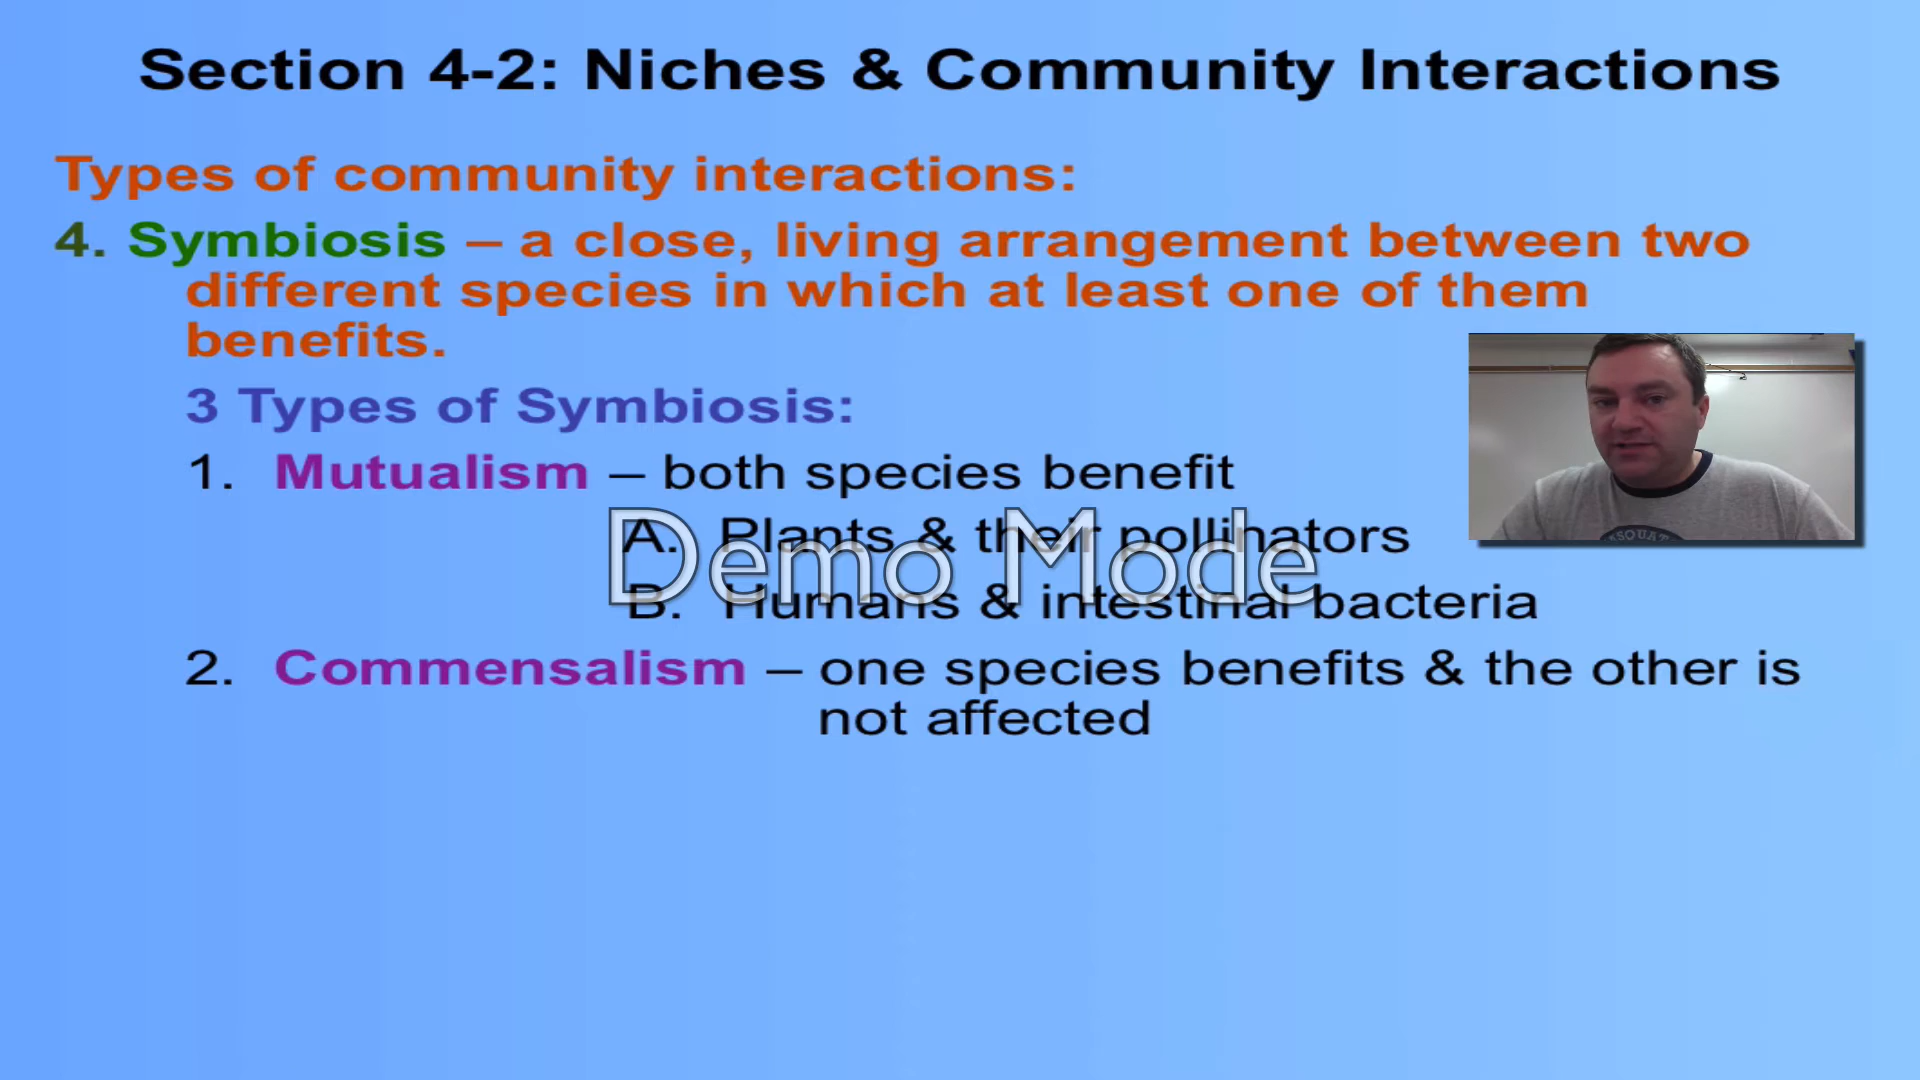 Section 4-2: Niches & Community Interactions
Types of community interactions:
4. Symbiosis – a close, living arrangement between two
different species in which at least one of them
benefits.
3 Types of Symbiosis:
1. Mutualism – both species benefit
A. Plants & their pollinators
Demo Mode
B. Humans & intestinal bacteria
2. Commensalism – one species benefits & the other is
not affected